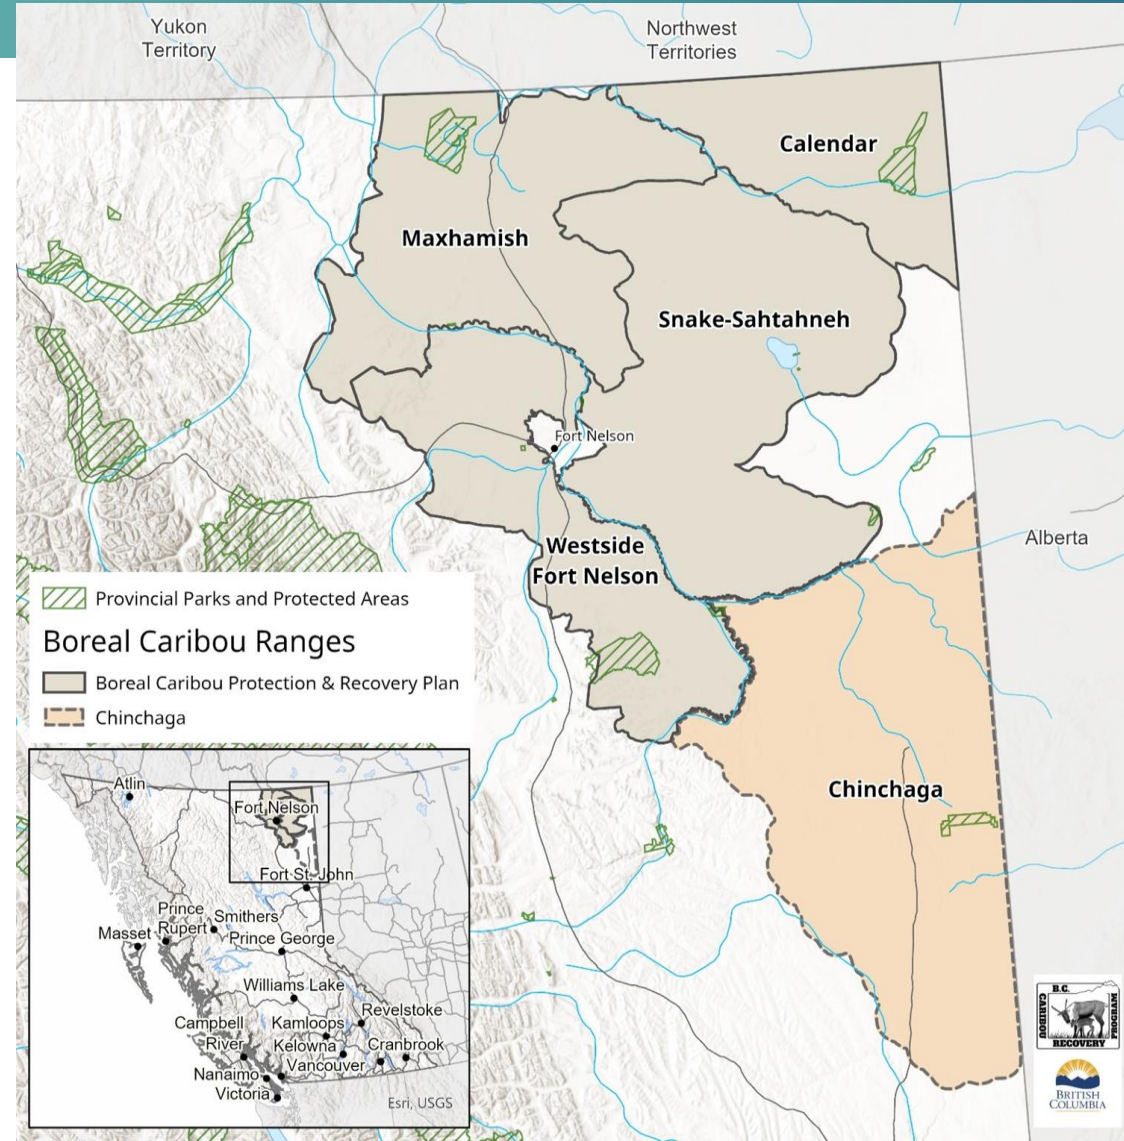 Yukon
Territory
Northwest
Territories
Calendar
Maxhamish
Snake-Sahtahneh
Fort Nelson
Westside
Fort Nelson
Alberta
Chinchaga
Provincial Parks and Protected Areas
Boreal Caribou Ranges
Boreal Caribou Protection & Recovery Plan
Chinchaga
Atlin
Fort Nelson
Fort St. John
Prince
Rupert
Smithers
Masset
Prince George
Williams Lake
Revelstoke
Campbell
River
Kamloops
Kelowna
Cranbrook
Vancouver
Nanaimo
Victoria
Esri, USGS
B.C.
CARIBOU
RECOVERY
PROGRAM
BRITISH
COLUMBIA